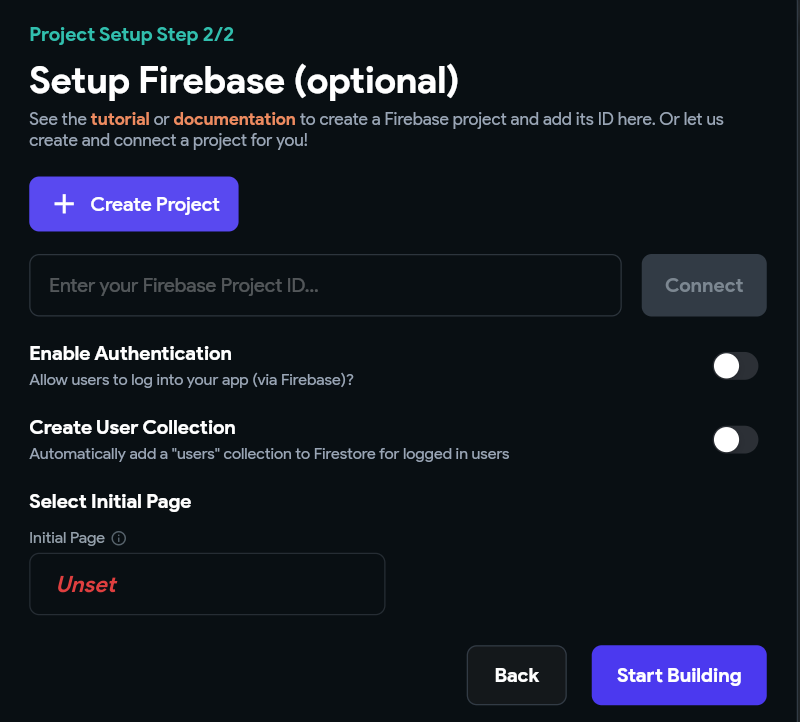 Project Setup Step 2/2
Setup Firebase (optional)
See the tutorial or documentation to create a Firebase project and add its ID here. Or let us
create and connect a project for you!
+ Create Project
Enter your Firebase Project ID...
Connect
Enable Authentication
Allow users to log into your app (via Firebase)?
Create User Collection
Automatically add a "users" collection to Firestore for logged in users
Select Initial Page
Initial Page
Unset
Back
Start Building